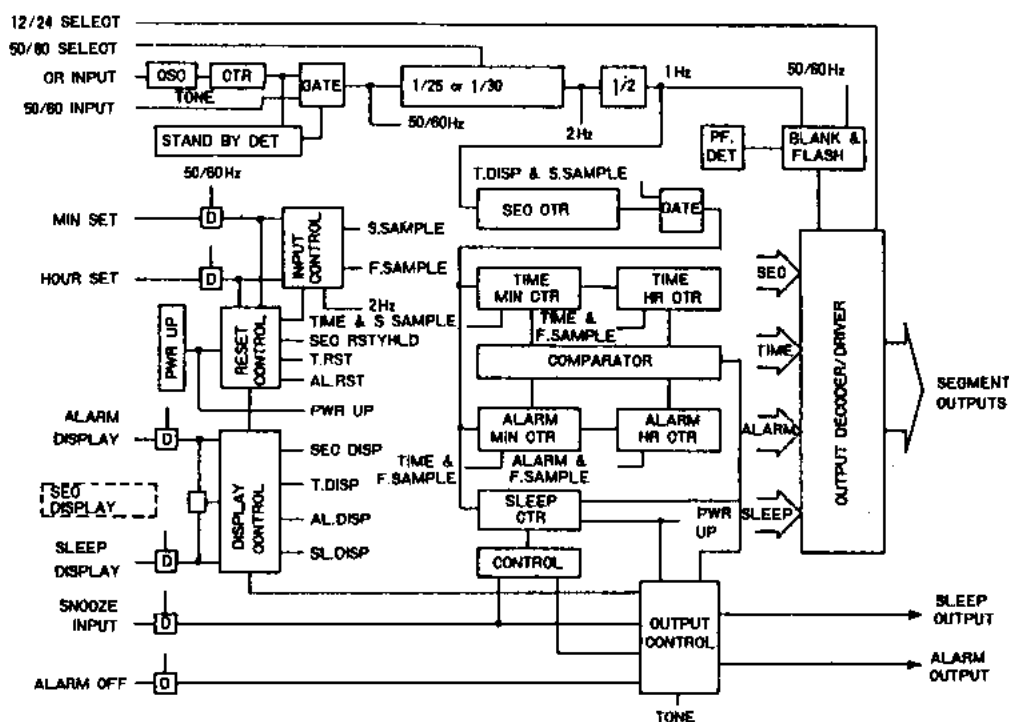 12/24 SELECT
50/60 SELECT
OR INPUT
OSC
CTR
TONE
GATE
1/25 or 1/30
1/2
1Hz
50/60Hz
50/60 INPUT
50/60Hz
2Hz
STAND BY DET
PF.
DET
BLANK &
FLASH
50/60Hz
T.DISP & S.SAMPLE
MIN SET
D
SEC CTR
GATE
INPUT
CONTROL
S.SAMPLE
F.SAMPLE
HOUR SET
D
2Hz
SEC
TIME
MIN CTR
TIME
HR CTR
PWR UP
RESET
CONTROL
TIME & S SAMPLE
SEC RSTYHLD
T.RST
AL.RST
PWR UP
TIME &
F.SAMPLE
COMPARATOR
TIME
OUTPUT DECODER/DRIVER
SEGMENT
OUTPUTS
ALARM
DISPLAY
D
ALARM
MIN CTR
ALARM
HR CTR
ALARM
SEC
DISPLAY
DISPLAY
CONTROL
SEC DISP
T.DISP
AL.DISP
SL.DISP
TIME &
F.SAMPLE
ALARM &
F.SAMPLE
SLEEP
CTR
PWR
UP
SLEEP
SLEEP
DISPLAY
D
CONTROL
SNOOZE
INPUT
D
OUTPUT
CONTROL
SLEEP
OUTPUT
ALARM OFF
D
ALARM
OUTPUT
TONE